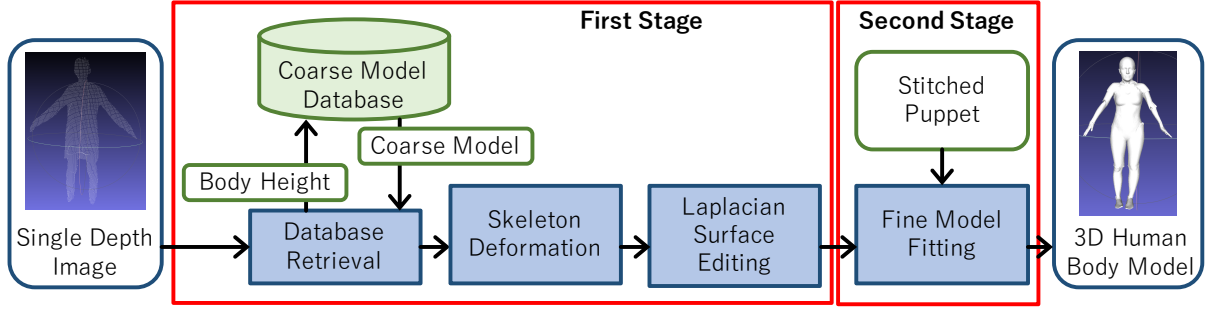 First Stage
Second Stage
Single Depth
Image
Coarse Model
Database
Body Height
Coarse Model
Database
Retrieval
Skeleton
Deformation
Laplacian
Surface
Editing
Stitched
Puppet
Fine Model
Fitting
3D Human
Body Model